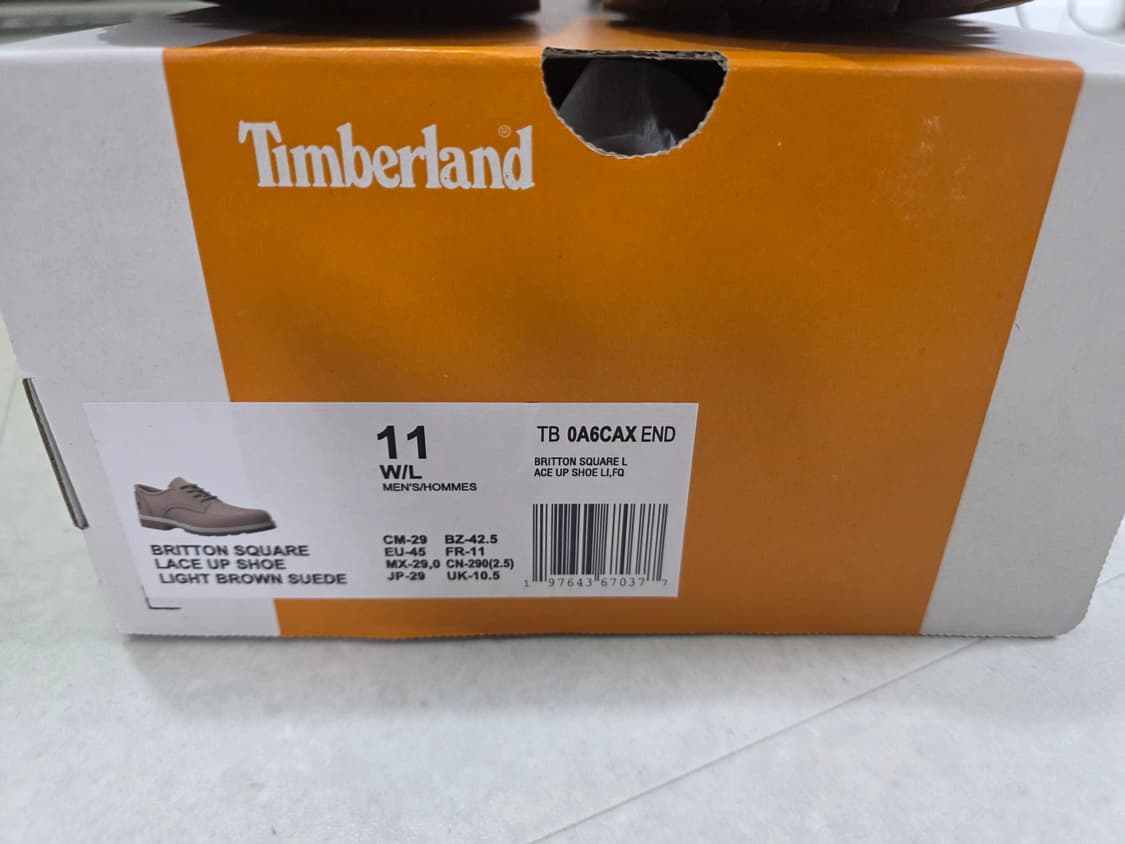 Timberland®
11
W/L
MEN'S/HOMMES
TB 0A6CAX END
BRITTON SQUARE L
ACE UP SHOE LI,FQ
BRITTON SQUARE
LACE UP SHOE
LIGHT BROWN SUEDE
CM-29 BZ-42.5
EU-45 FR-11
MX-29,0 CN-290(2.5)
JP-29 UK-10.5
1 97643 67037 7